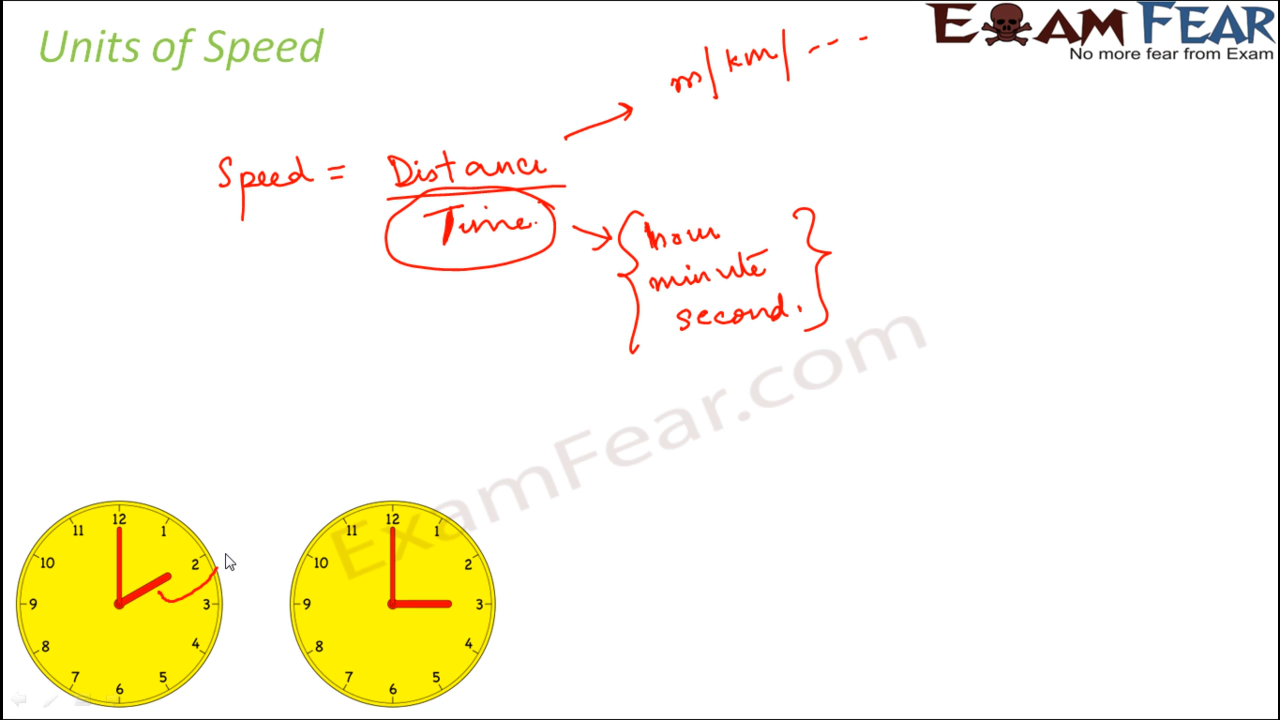 Units of Speed
EXAM FEAR
No more fear from Exam
m/km/---
Speed = Distance
Time
hour
minute
second.
ExamFear.com
12
11 1
10 2
9 3
8 4
7 5
6
12
11 1
10 2
9 3
8 4
7 5
6